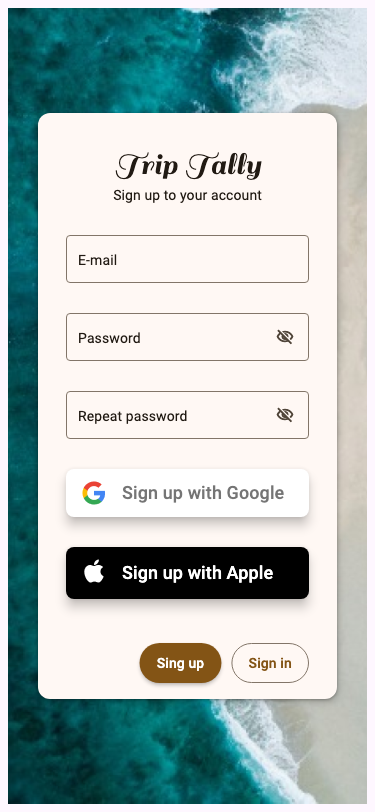 Trip Tally
Sign up to your account
E-mail
Password
Repeat password
Sign up with Google
Sign up with Apple
Sing up
Sign in